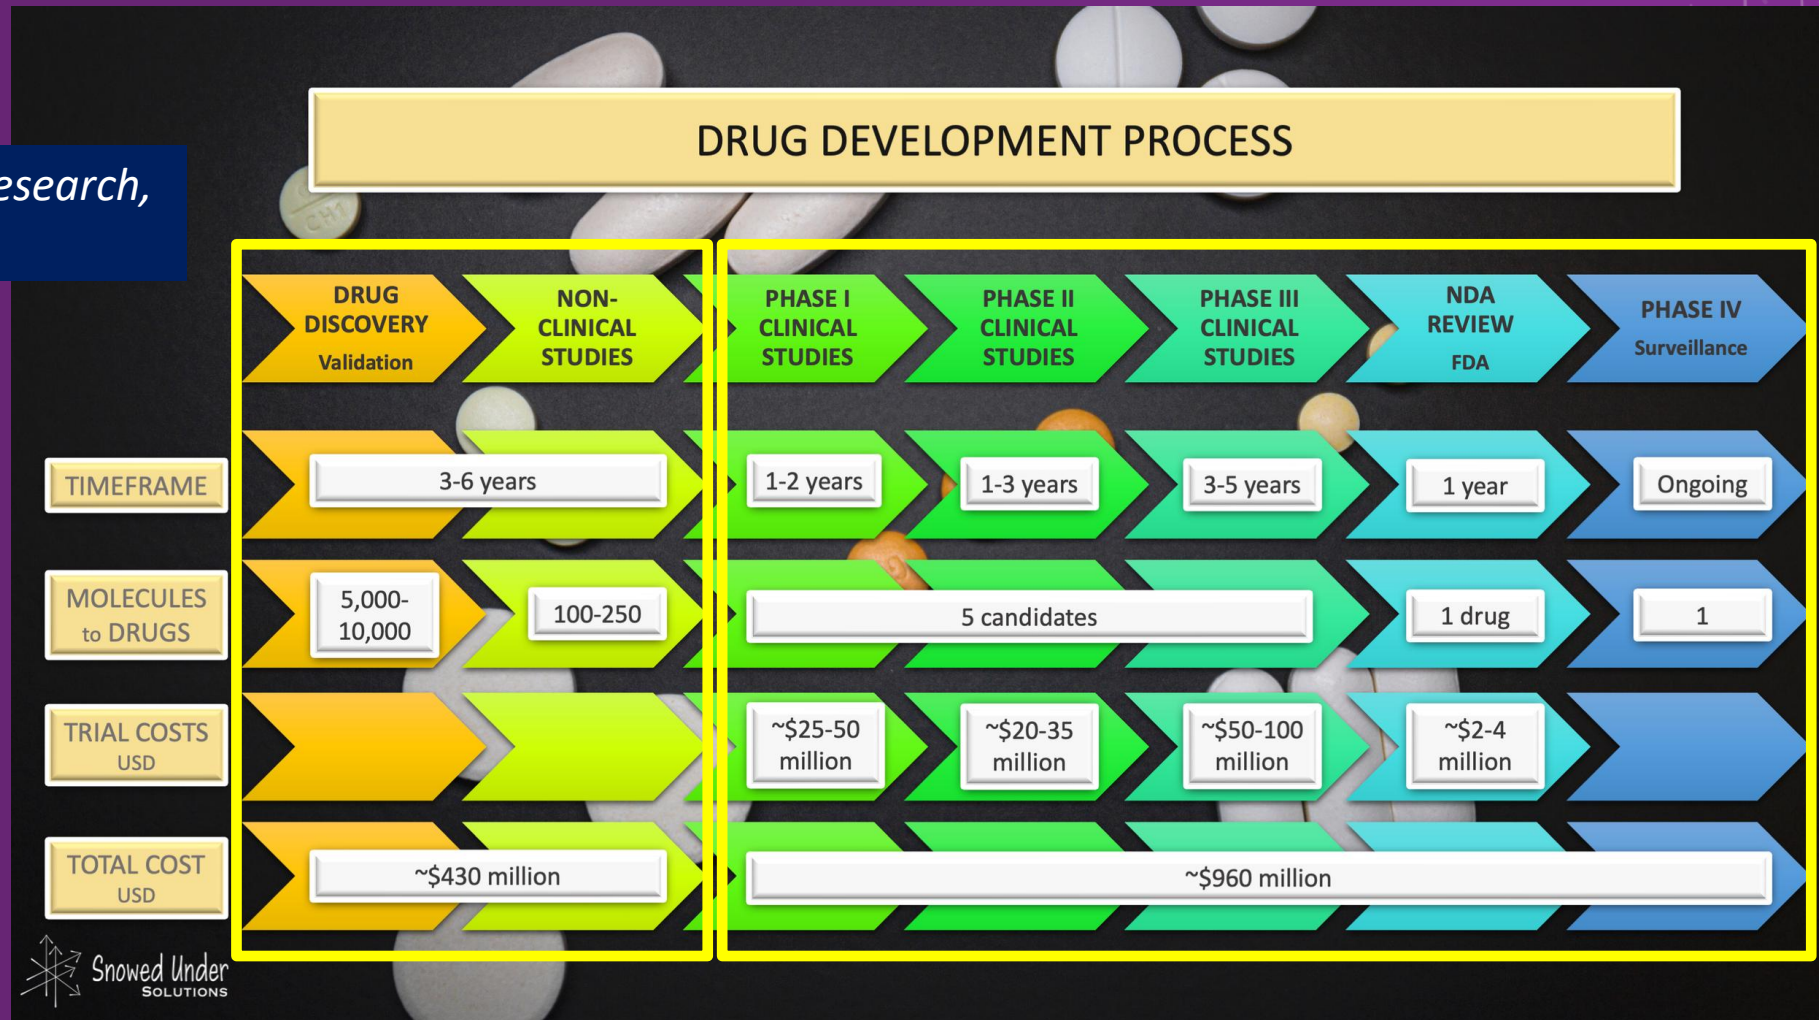 DRUG DEVELOPMENT PROCESS
esearch,
DRUG
DISCOVERY
Validation
NON-
CLINICAL
STUDIES
PHASE I
CLINICAL
STUDIES
PHASE II
CLINICAL
STUDIES
PHASE III
CLINICAL
STUDIES
NDA
REVIEW
FDA
PHASE IV
Surveillance
TIMEFRAME
3-6 years
1-2 years
1-3 years
3-5 years
1 year
Ongoing
MOLECULES
to DRUGS
5,000-
10,000
100-250
5 candidates
1 drug
1
TRIAL COSTS
USD
~$25-50
million
~$20-35
million
~$50-100
million
~$2-4
million
TOTAL COST
USD
~$430 million
~$960 million
Snowed Under
SOLUTIONS
CH1